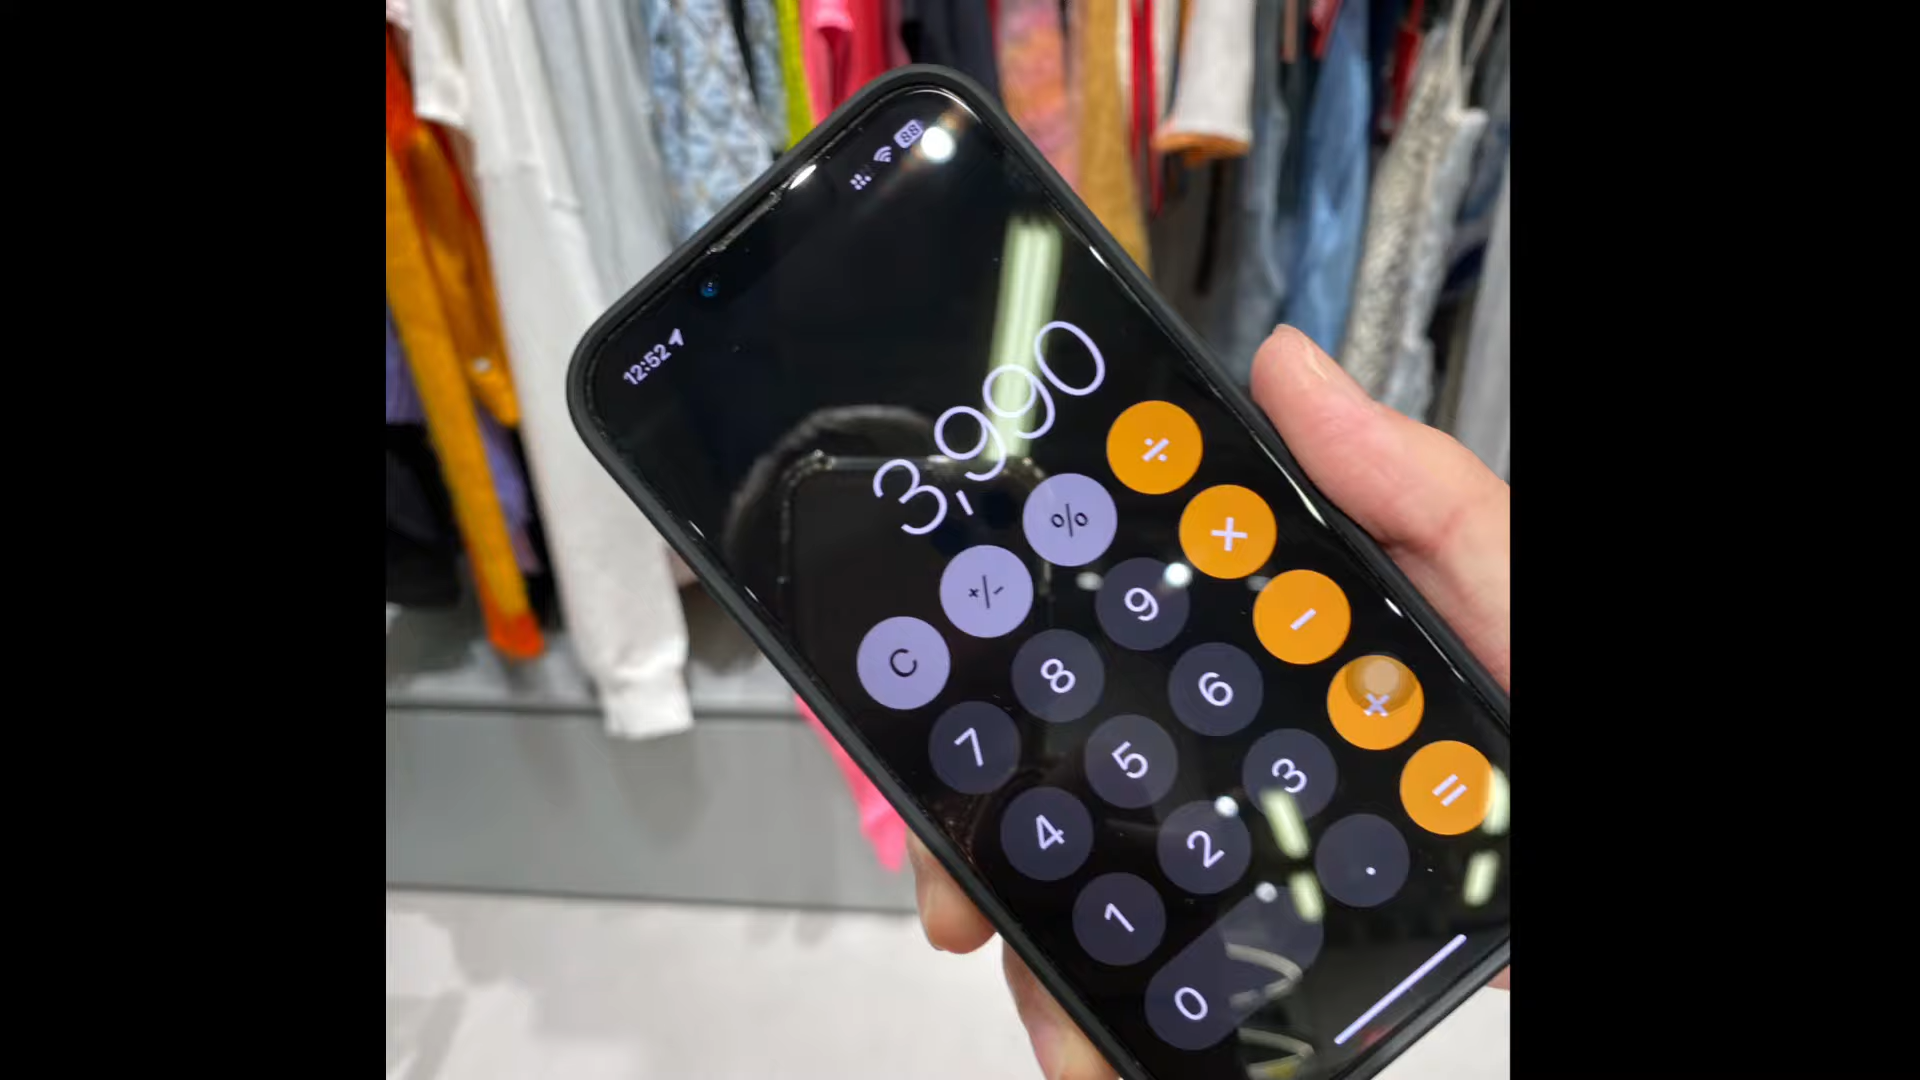 12:52 88
3,990
C +/- % ÷
7 8 9 ×
4 5 6 −
1 2 3 +
0 . =